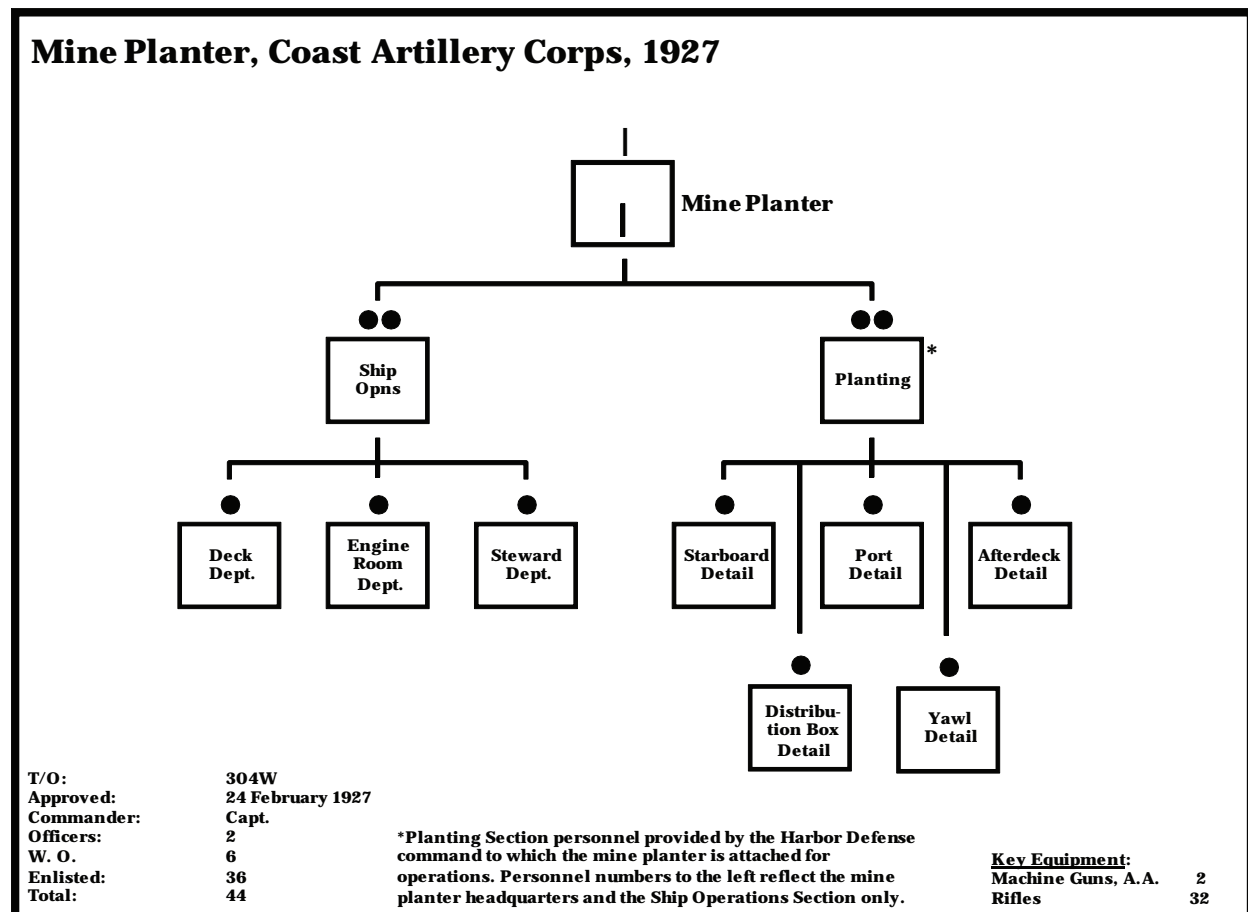 Mine Planter, Coast Artillery Corps, 1927
Mine Planter
Ship
Opns
Planting
*
Deck
Dept.
Engine
Room
Dept.
Steward
Dept.
Starboard
Detail
Port
Detail
Afterdeck
Detail
Distribu-
tion Box
Detail
Yawl
Detail
T/O: 304W
Approved: 24 February 1927
Commander: Capt.
Officers: 2
W. O. 6
Enlisted: 36
Total: 44
*Planting Section personnel provided by the Harbor Defense
command to which the mine planter is attached for
operations. Personnel numbers to the left reflect the mine
planter headquarters and the Ship Operations Section only.
Key Equipment:
Machine Guns, A.A. 2
Rifles 32